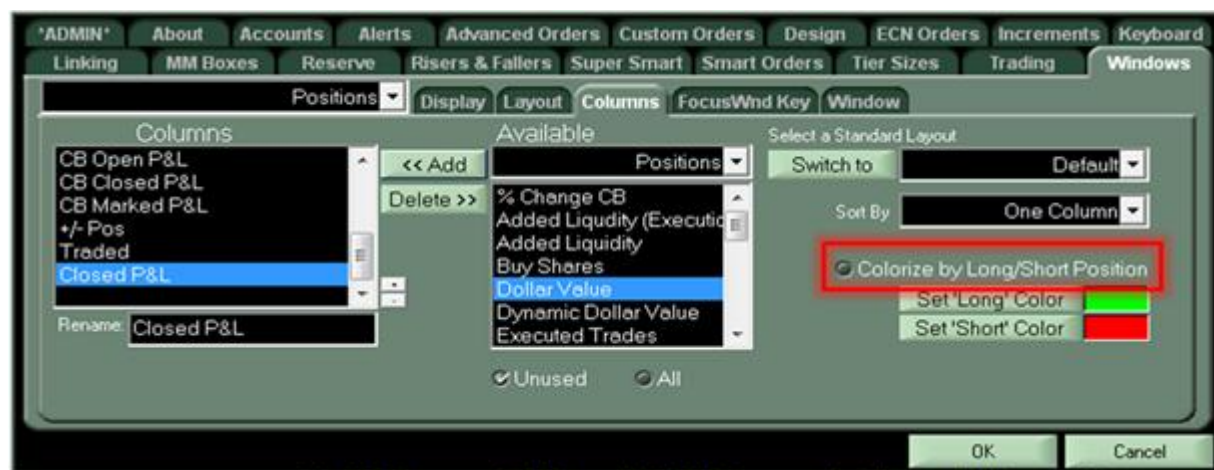 *ADMIN* About Accounts Alerts Advanced Orders Custom Orders Design ECN Orders Increments Keyboard
Linking MM Boxes Reserve Risers & Fallers Super Smart Smart Orders Tier Sizes Trading Windows
Positions Display Layout Columns FocusWnd Key Window
Columns
CB Open P&L
CB Closed P&L
CB Marked P&L
+/- Pos
Traded
Closed P&L
Rename: Closed P&L
<< Add
Delete >>
Available
Positions
% Change CB
Added Liqudity (Executio
Added Liquidity
Buy Shares
Dollar Value
Dynamic Dollar Value
Executed Trades
Unused All
Select a Standard Layout
Switch to Default
Sort By One Column
Colorize by Long/Short Position
Set 'Long' Color
Set 'Short' Color
OK Cancel